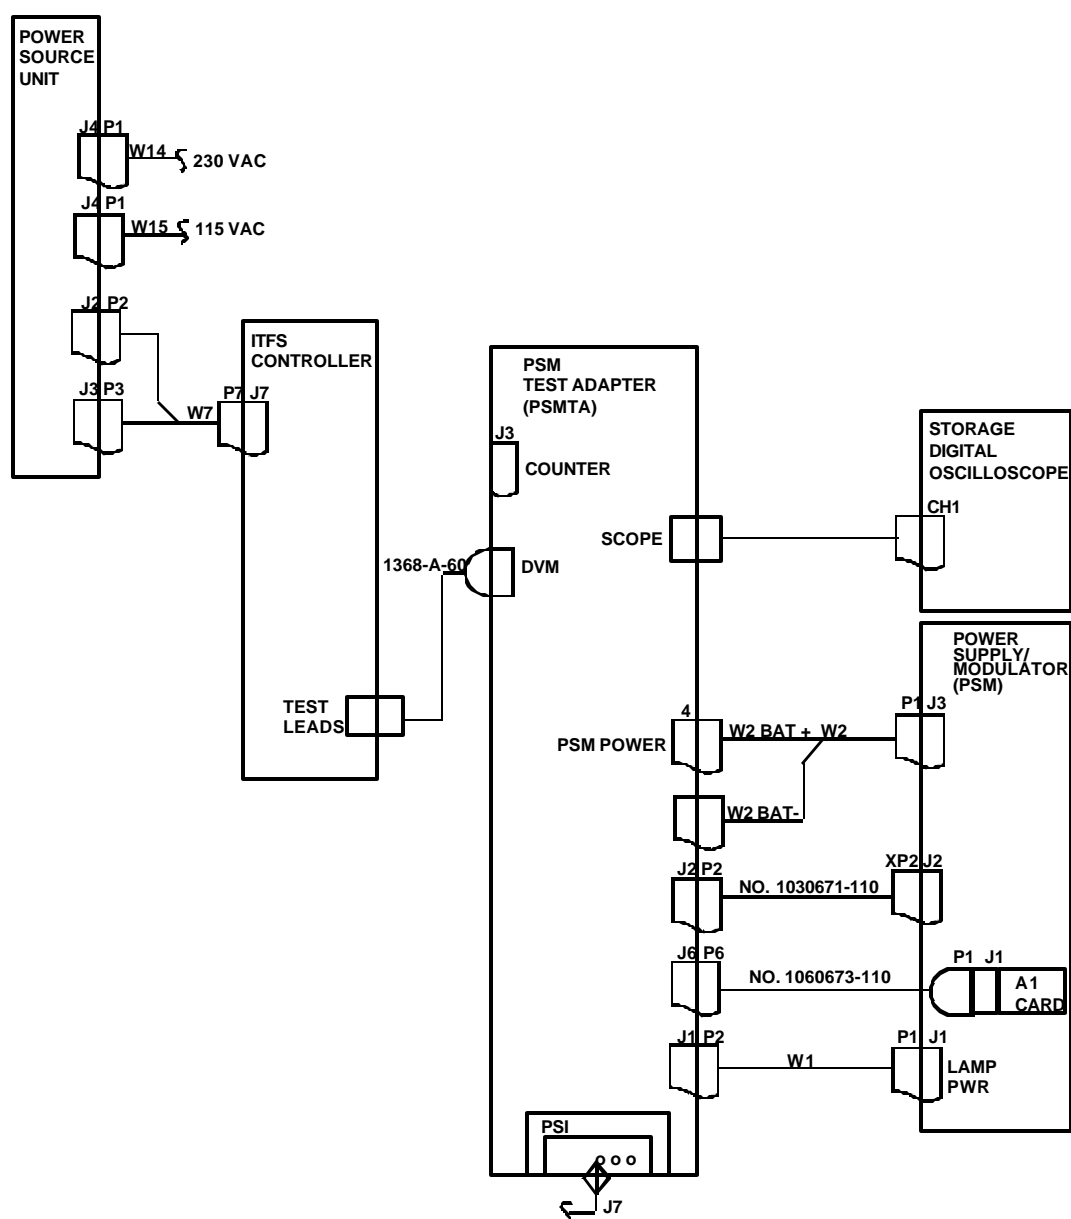 POWER
SOURCE
UNIT
J4 P1
W14
230 VAC
J4 P1
W15
115 VAC
J2 P2
J3 P3
W7
P7 J7
ITFS
CONTROLLER
TEST
LEADS
1368-A-60
PSM
TEST ADAPTER
(PSMTA)
J3
COUNTER
SCOPE
DVM
4
PSM POWER
W2 BAT + W2
W2 BAT-
J2 P2
NO. 1030671-110
J6 P6
NO. 1060673-110
J1 P2
W1
PSI
J7
STORAGE
DIGITAL
OSCILLOSCOPE
CH1
POWER
SUPPLY/
MODULATOR
(PSM)
P1 J3
XP2 J2
P1 J1
A1
CARD
P1 J1
LAMP
PWR